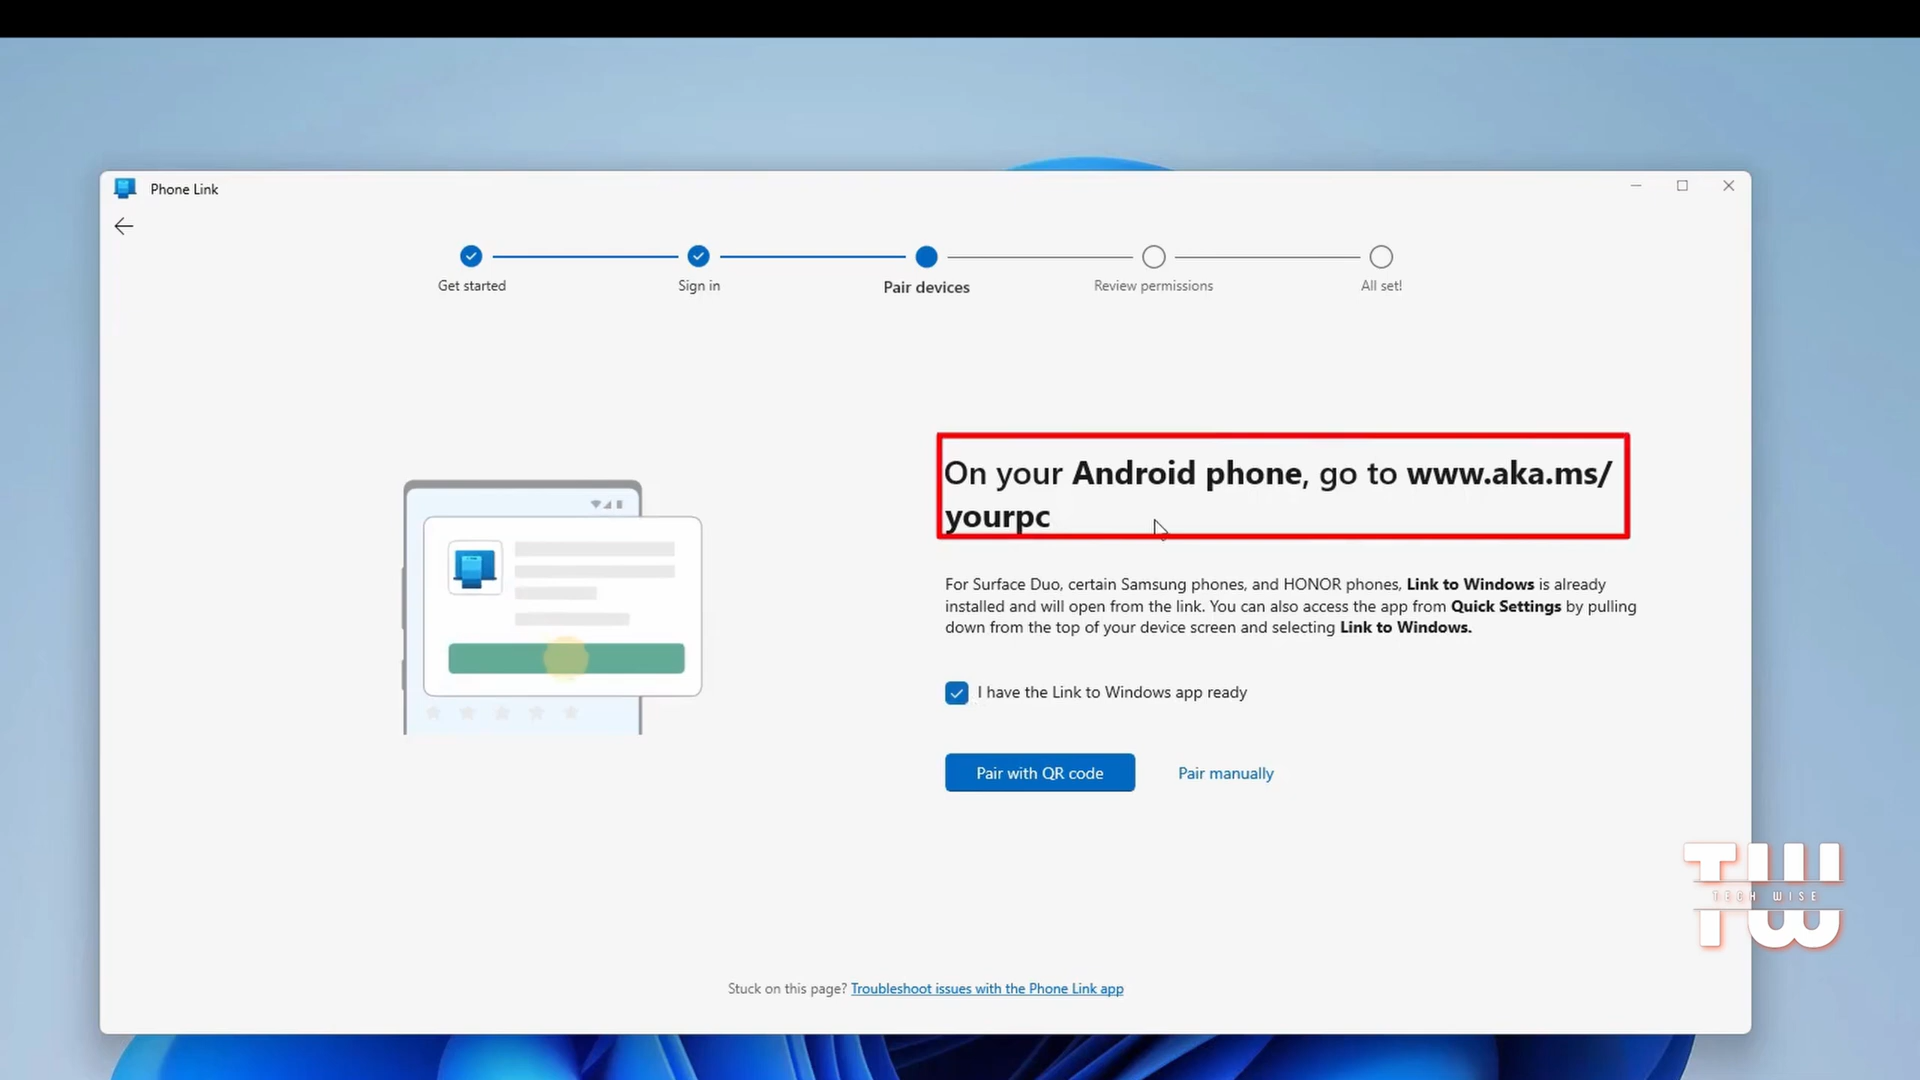 Phone Link
Get started
Sign in
Pair devices
Review permissions
All set!
On your Android phone, go to www.aka.ms/
yourpc
For Surface Duo, certain Samsung phones, and HONOR phones, Link to Windows is already
installed and will open from the link. You can also access the app from Quick Settings by pulling
down from the top of your device screen and selecting Link to Windows.
I have the Link to Windows app ready
Pair with QR code
Pair manually
TW
TECH WISE
Stuck on this page? Troubleshoot issues with the Phone Link app